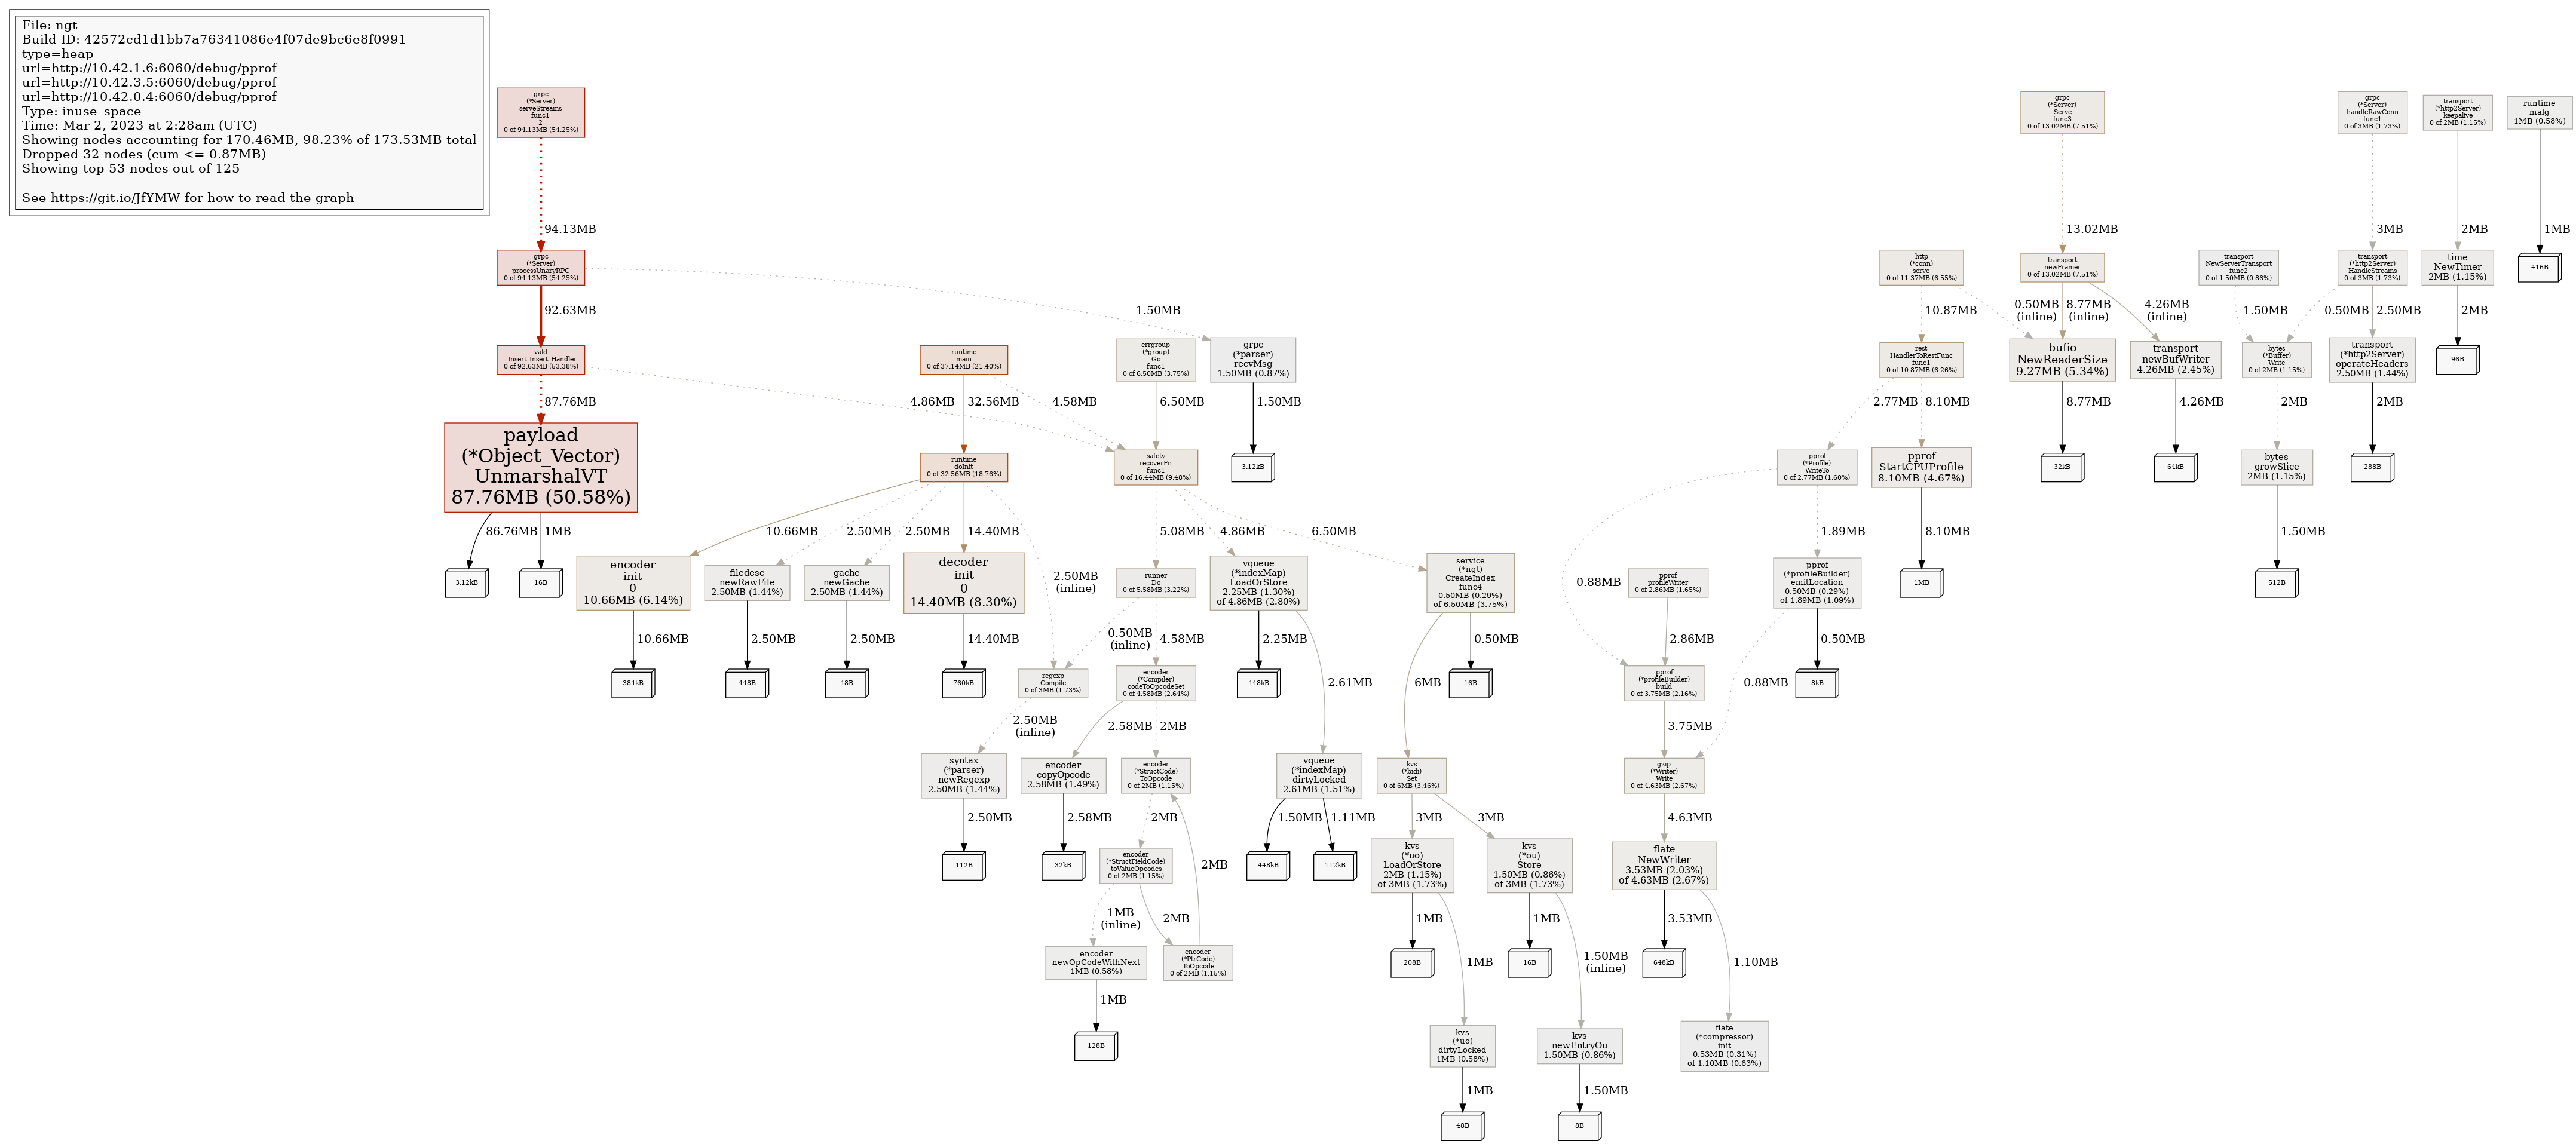 File: ngt
Build ID: 42572cd1d1bb7a76341086e4f07de9bc6e8f0991
type=heap
url=http://10.42.1.6:6060/debug/pprof
url=http://10.42.3.5:6060/debug/pprof
url=http://10.42.0.4:6060/debug/pprof
Type: inuse_space
Time: Mar 2, 2023 at 2:28am (UTC)
Showing nodes accounting for 170.46MB, 98.23% of 173.53MB total
Dropped 32 nodes (cum <= 0.87MB)
Showing top 53 nodes out of 125
See https://git.io/JfYMW for how to read the graph
grpc
(*Server)
serveStreams
func1
2
0 of 94.13MB (54.25%)
grpc
(*Server)
Serve
func3
0 of 13.02MB (7.51%)
grpc
(*Server)
handleRawConn
func1
0 of 3MB (1.73%)
transport
(*http2Server)
keepalive
0 of 2MB (1.15%)
runtime
malg
1MB (0.58%)
94.13MB
13.02MB
3MB
2MB
1MB
grpc
(*Server)
processUnaryRPC
0 of 94.13MB (54.25%)
http
(*conn)
serve
0 of 11.37MB (6.55%)
transport
newFramer
0 of 13.02MB (7.51%)
transport
NewServerTransport
func2
0 of 1.50MB (0.86%)
transport
(*http2Server)
HandleStreams
0 of 3MB (1.73%)
time
NewTimer
2MB (1.15%)
416B
92.63MB
1.50MB
10.87MB
0.50MB
(inline)
8.77MB
(inline)
4.26MB
(inline)
1.50MB
0.50MB
2.50MB
2MB
vald
Insert_Insert_Handler
0 of 92.63MB (53.38%)
runtime
main
0 of 37.14MB (21.40%)
errgroup
(*group)
Go
func1
0 of 6.50MB (3.75%)
grpc
(*parser)
recvMsg
1.50MB (0.87%)
rest
HandlerToRestFunc
func1
0 of 10.87MB (6.26%)
bufio
NewReaderSize
9.27MB (5.34%)
transport
newBufWriter
4.26MB (2.45%)
bytes
(*Buffer)
Write
0 of 2MB (1.15%)
transport
(*http2Server)
operateHeaders
2.50MB (1.44%)
96B
87.76MB
4.86MB
32.56MB
4.58MB
6.50MB
1.50MB
2.77MB
8.10MB
8.77MB
4.26MB
2MB
2MB
payload
(*Object_Vector)
UnmarshalVT
87.76MB (50.58%)
runtime
doInit
0 of 32.56MB (18.76%)
safety
recoverFn
func1
0 of 16.44MB (9.48%)
3.12kB
pprof
(*Profile)
WriteTo
0 of 2.77MB (1.60%)
pprof
StartCPUProfile
8.10MB (4.67%)
32kB
64kB
bytes
growSlice
2MB (1.15%)
288B
86.76MB
1MB
10.66MB
2.50MB
2.50MB
14.40MB
2.50MB
(inline)
5.08MB
4.86MB
6.50MB
0.88MB
1.89MB
8.10MB
1.50MB
3.12kB
16B
encoder
init
0
10.66MB (6.14%)
filedesc
newRawFile
2.50MB (1.44%)
gache
newGache
2.50MB (1.44%)
decoder
init
0
14.40MB (8.30%)
runner
Do
0 of 5.58MB (3.22%)
vqueue
(*indexMap)
LoadOrStore
2.25MB (1.30%)
of 4.86MB (2.80%)
service
(*ngt)
CreateIndex
func4
0.50MB (0.29%)
of 6.50MB (3.75%)
pprof
profileWriter
0 of 2.86MB (1.65%)
pprof
(*profileBuilder)
emitLocation
0.50MB (0.29%)
of 1.89MB (1.09%)
1MB
512B
10.66MB
2.50MB
2.50MB
14.40MB
0.50MB
(inline)
4.58MB
2.25MB
2.61MB
6MB
0.50MB
2.86MB
0.88MB
0.50MB
384kB
448B
48B
760kB
regexp
Compile
0 of 3MB (1.73%)
encoder
(*Compiler)
codeToOpcodeSet
0 of 4.58MB (2.64%)
448kB
16B
pprof
(*profileBuilder)
build
0 of 3.75MB (2.16%)
8kB
2.50MB
(inline)
2.58MB
2MB
3.75MB
syntax
(*parser)
newRegexp
2.50MB (1.44%)
encoder
copyOpcode
2.58MB (1.49%)
encoder
(*StructCode)
ToOpcode
0 of 2MB (1.15%)
vqueue
(*indexMap)
dirtyLocked
2.61MB (1.51%)
kvs
(*bidi)
Set
0 of 6MB (3.46%)
gzip
(*Writer)
Write
0 of 4.63MB (2.67%)
2.50MB
2.58MB
2MB
2MB
1.50MB
1.11MB
3MB
3MB
4.63MB
112B
32kB
encoder
(*StructFieldCode)
toValueOpcodes
0 of 2MB (1.15%)
448kB
112kB
kvs
(*uo)
LoadOrStore
2MB (1.15%)
of 3MB (1.73%)
kvs
(*ou)
Store
1.50MB (0.86%)
of 3MB (1.73%)
flate
NewWriter
3.53MB (2.03%)
of 4.63MB (2.67%)
1MB
(inline)
2MB
1MB
1MB
1MB
1.50MB
(inline)
3.53MB
1.10MB
encoder
newOpCodeWithNext
1MB (0.58%)
encoder
(*PtrCode)
ToOpcode
0 of 2MB (1.15%)
208B
16B
648kB
1MB
128B
kvs
(*uo)
dirtyLocked
1MB (0.58%)
kvs
newEntryOu
1.50MB (0.86%)
flate
(*compressor)
init
0.53MB (0.31%)
of 1.10MB (0.63%)
1MB
1.50MB
48B
8B